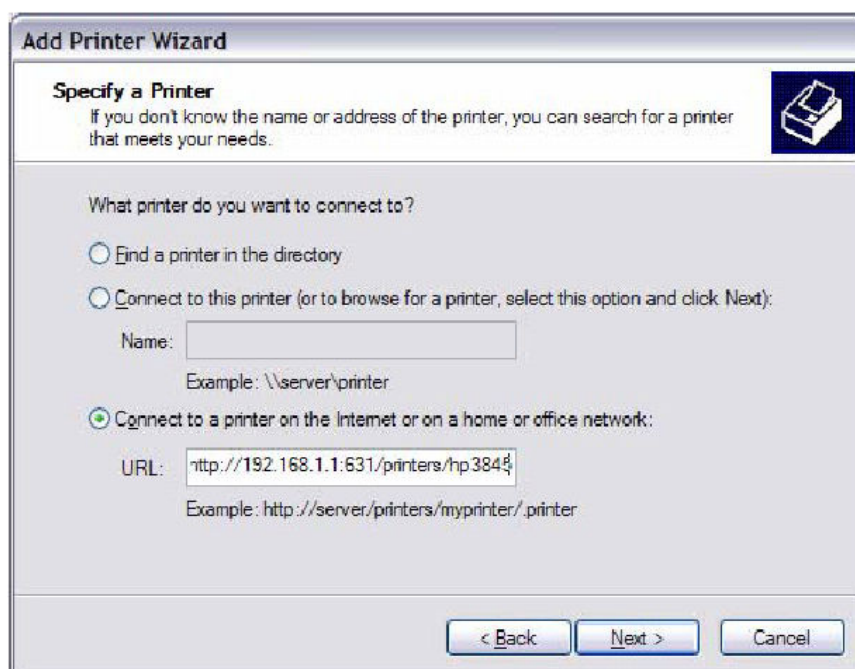 Add Printer Wizard
Specify a Printer
If you don't know the name or address of the printer, you can search for a printer
that meets your needs.
What printer do you want to connect to?
Find a printer in the directory
Connect to this printer (or to browse for a printer, select this option and click Next):
Name:
Example: \\server\printer
Connect to a printer on the Internet or on a home or office network:
URL: http://192.168.1.1:631/printers/hp3845
Example: http://server/printers/myprinter/.printer
< Back Next > Cancel